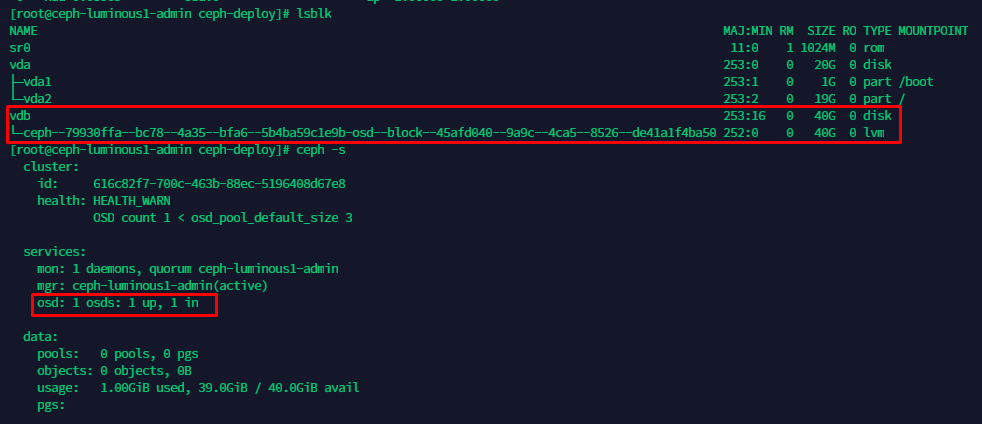 [root@ceph-luminous1-admin ceph-deploy]# lsblk
NAME MAJ:MIN RM SIZE RO TYPE MOUNTPOINT
sr0 11:0 1 1024M 0 rom
vda 253:0 0 20G 0 disk
├─vda1 253:1 0 1G 0 part /boot
└─vda2 253:2 0 19G 0 part /
vdb 253:16 0 40G 0 disk
└─ceph--79930ffa--bc78--4a35--bfa6--5b4ba59c1e9b-osd--block--45afd040--9a9c--4ca5--8526--de41a1f4ba50 252:0 0 40G 0 lvm
[root@ceph-luminous1-admin ceph-deploy]# ceph -s
cluster:
id: 616c82f7-700c-463b-88ec-5196408d67e8
health: HEALTH_WARN
OSD count 1 < osd_pool_default_size 3
services:
mon: 1 daemons, quorum ceph-luminous1-admin
mgr: ceph-luminous1-admin(active)
osd: 1 osds: 1 up, 1 in
data:
pools: 0 pools, 0 pgs
objects: 0 objects, 0B
usage: 1.00GiB used, 39.0GiB / 40.0GiB avail
pgs: